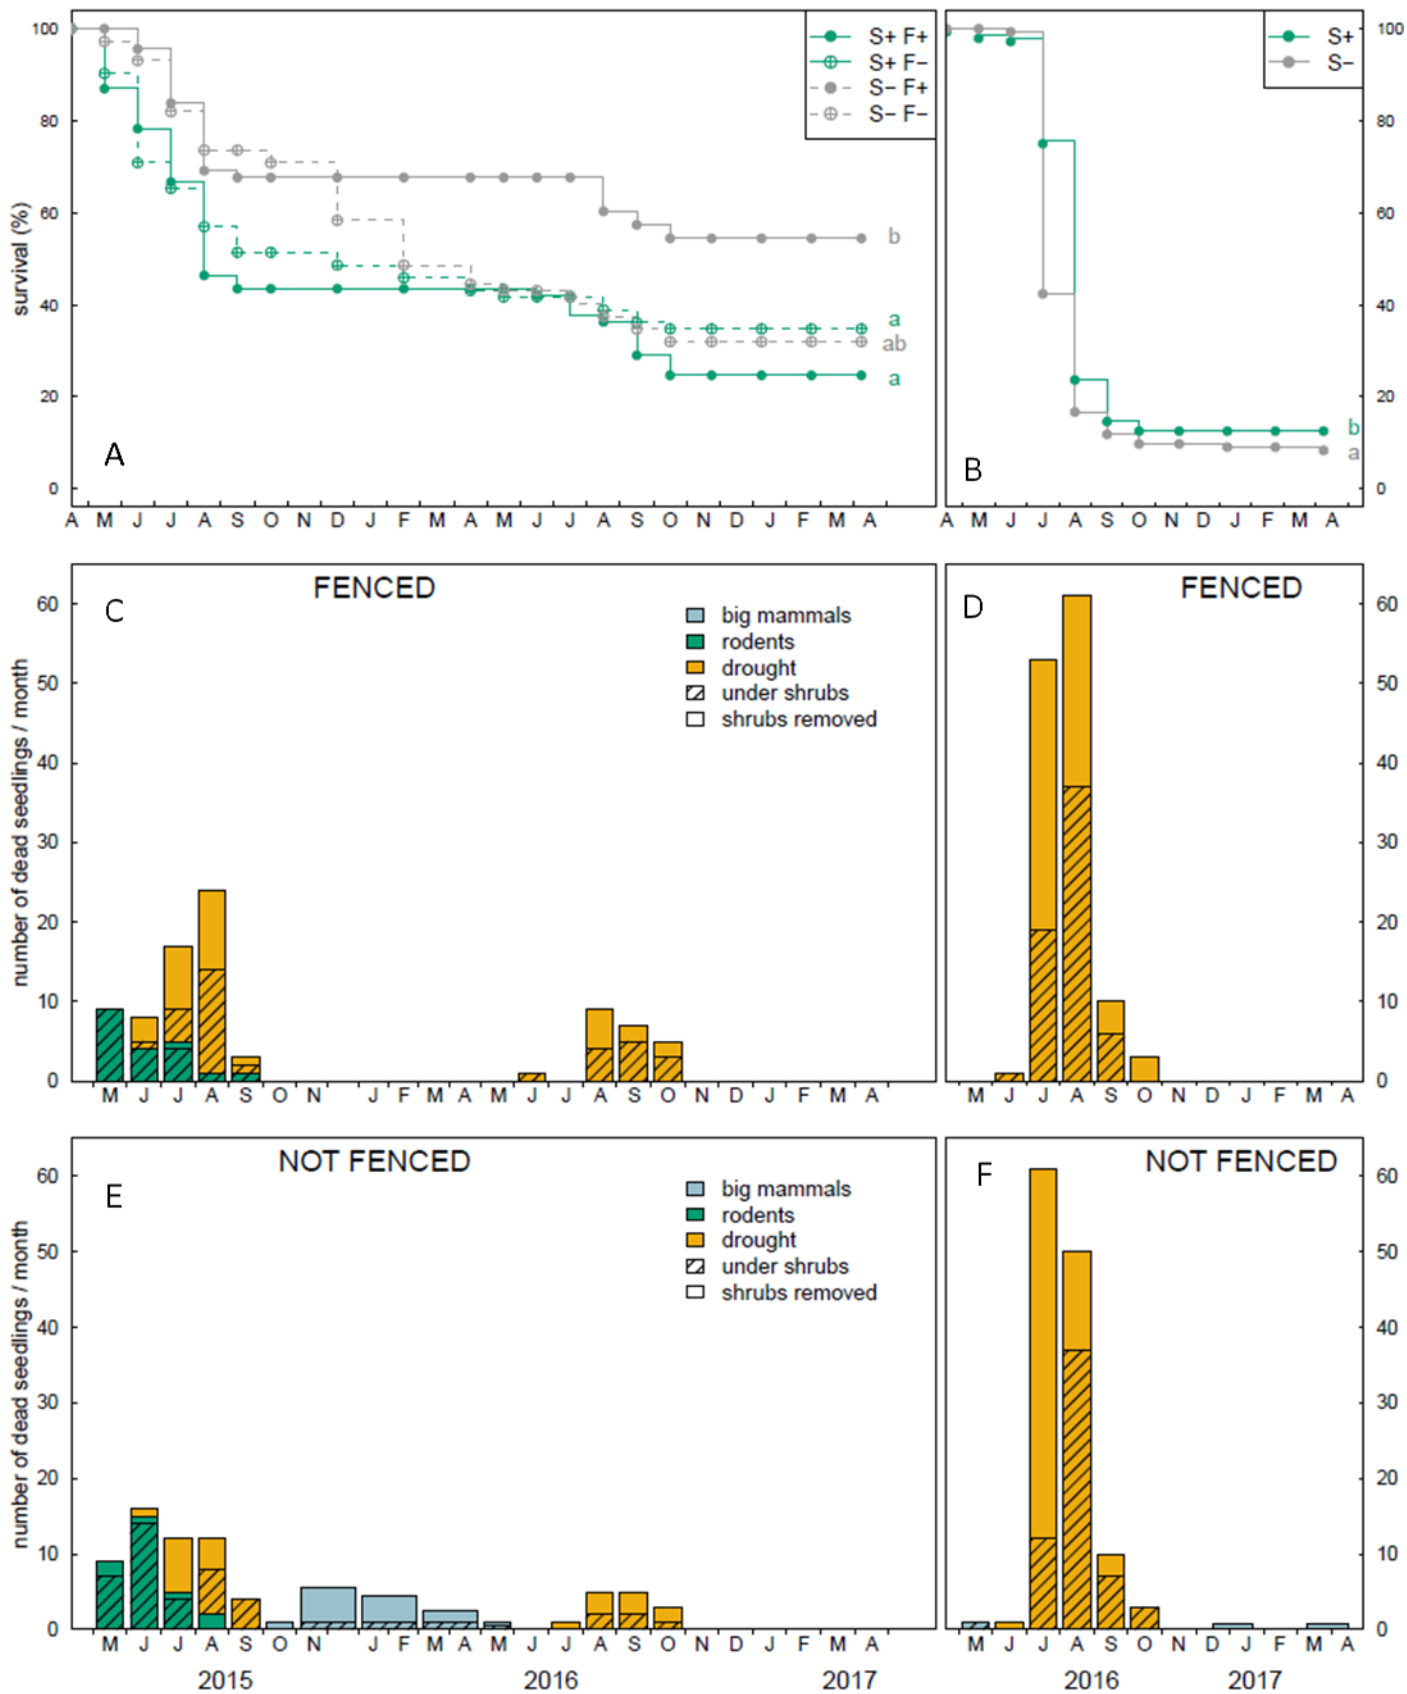 100
80
60
40
20
0
survival (%)
S+ F+
S+ F−
S− F+
S− F−
b
a
ab
a
A
A M J J A S O N D J F M A M J J A S O N D J F M A
S+
S−
100
80
60
40
20
0
b
a
B
A M J J A S O N D J F M A
FENCED
C
60
50
40
30
20
10
0
number of dead seedlings / month
big mammals
rodents
drought
under shrubs
shrubs removed
M J J A S O N J F M A M J J A S O N D J F M A
FENCED
D
60
50
40
30
20
10
0
M J J A S O N D J F M A
NOT FENCED
E
60
50
40
30
20
10
0
number of dead seedlings / month
big mammals
rodents
drought
under shrubs
shrubs removed
M J J A S O N J F M A M J J A S O N D J F M A
2015 2016 2017
NOT FENCED
F
60
50
40
30
20
10
0
M J J A S O N D J F M A
2016 2017